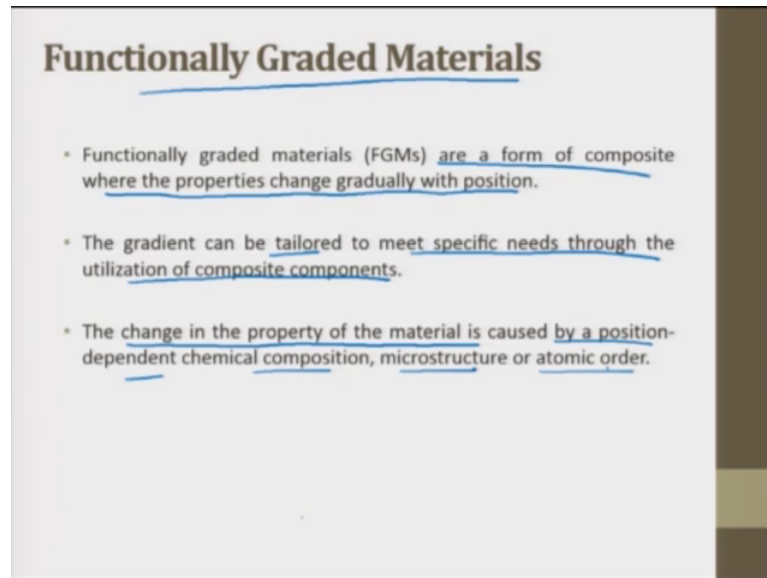 Functionally Graded Materials
• Functionally graded materials (FGMs) are a form of composite
where the properties change gradually with position.
• The gradient can be tailored to meet specific needs through the
utilization of composite components.
• The change in the property of the material is caused by a position-
dependent chemical composition, microstructure or atomic order.